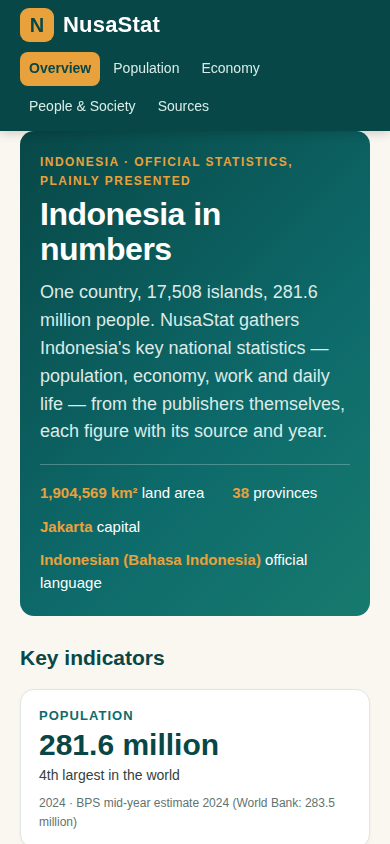 N NusaStat
Overview Population Economy
People & Society Sources
INDONESIA · OFFICIAL STATISTICS,
PLAINLY PRESENTED
Indonesia in
numbers
One country, 17,508 islands, 281.6
million people. NusaStat gathers
Indonesia's key national statistics —
population, economy, work and daily
life — from the publishers themselves,
each figure with its source and year.
1,904,569 km² land area 38 provinces
Jakarta capital
Indonesian (Bahasa Indonesia) official
language
Key indicators
POPULATION
281.6 million
4th largest in the world
2024 · BPS mid-year estimate 2024 (World Bank: 283.5
million)